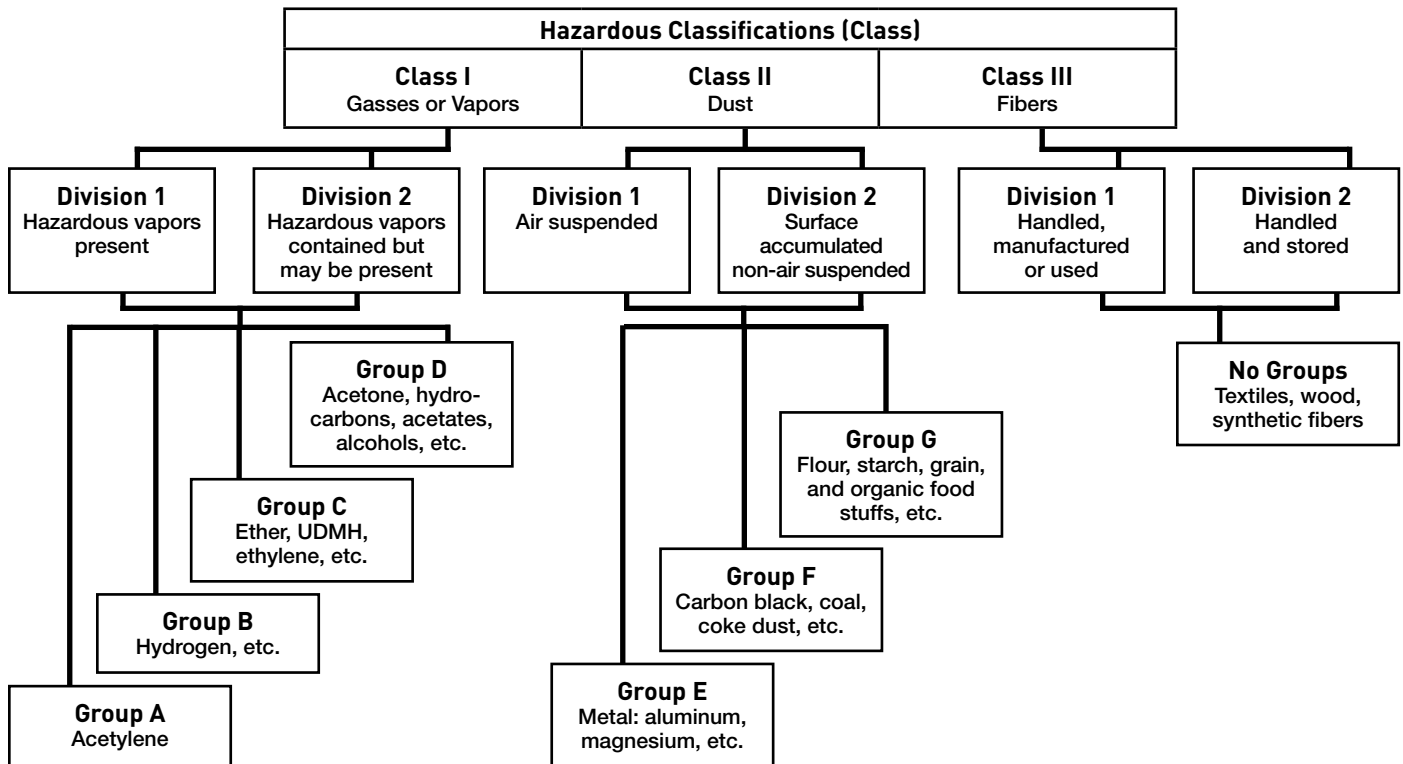 Hazardous Classifications (Class)
Class I
Gasses or Vapors
Class II
Dust
Class III
Fibers
Division 1
Hazardous vapors
present
Division 2
Hazardous vapors
contained but
may be present
Division 1
Air suspended
Division 2
Surface
accumulated
non-air suspended
Division 1
Handled,
manufactured
or used
Division 2
Handled
and stored
Group D
Acetone, hydro-
carbons, acetates,
alcohols, etc.
Group C
Ether, UDMH,
ethylene, etc.
Group B
Hydrogen, etc.
Group A
Acetylene
Group G
Flour, starch, grain,
and organic food
stuffs, etc.
Group F
Carbon black, coal,
coke dust, etc.
Group E
Metal: aluminum,
magnesium, etc.
No Groups
Textiles, wood,
synthetic fibers